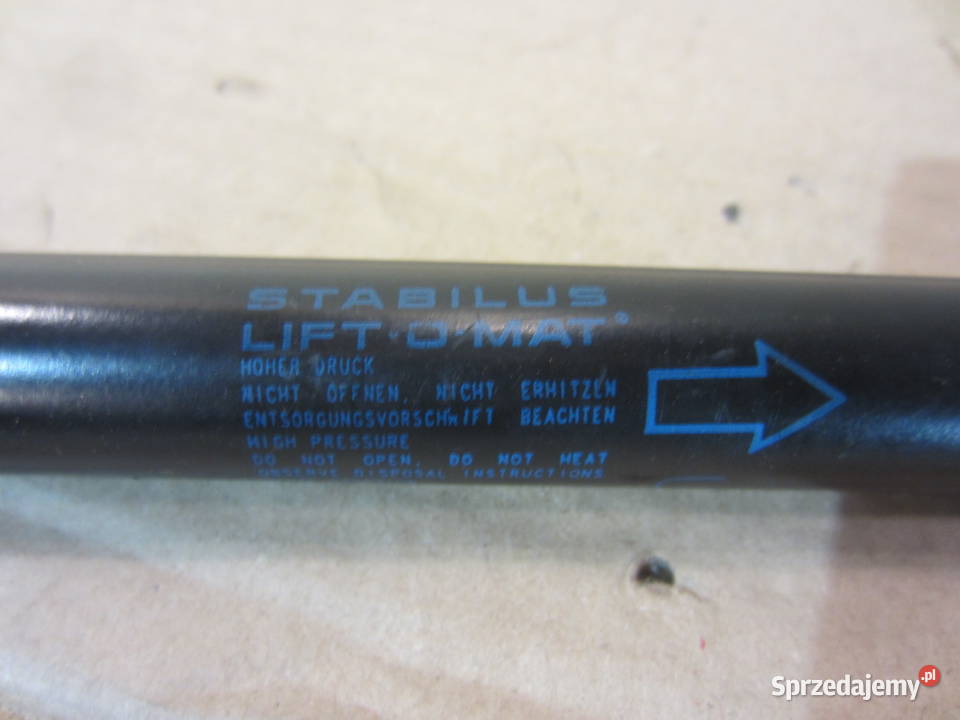 STABILUS
LIFT-O-MAT®
HOHER DRUCK
NICHT ÖFFNEN, NICHT ERHITZEN
ENTSORGUNGSVORSCHRIFT BEACHTEN
HIGH PRESSURE
DO NOT OPEN, DO NOT HEAT
OBSERVE DISPOSAL INSTRUCTIONS
Sprzedajemy.pl